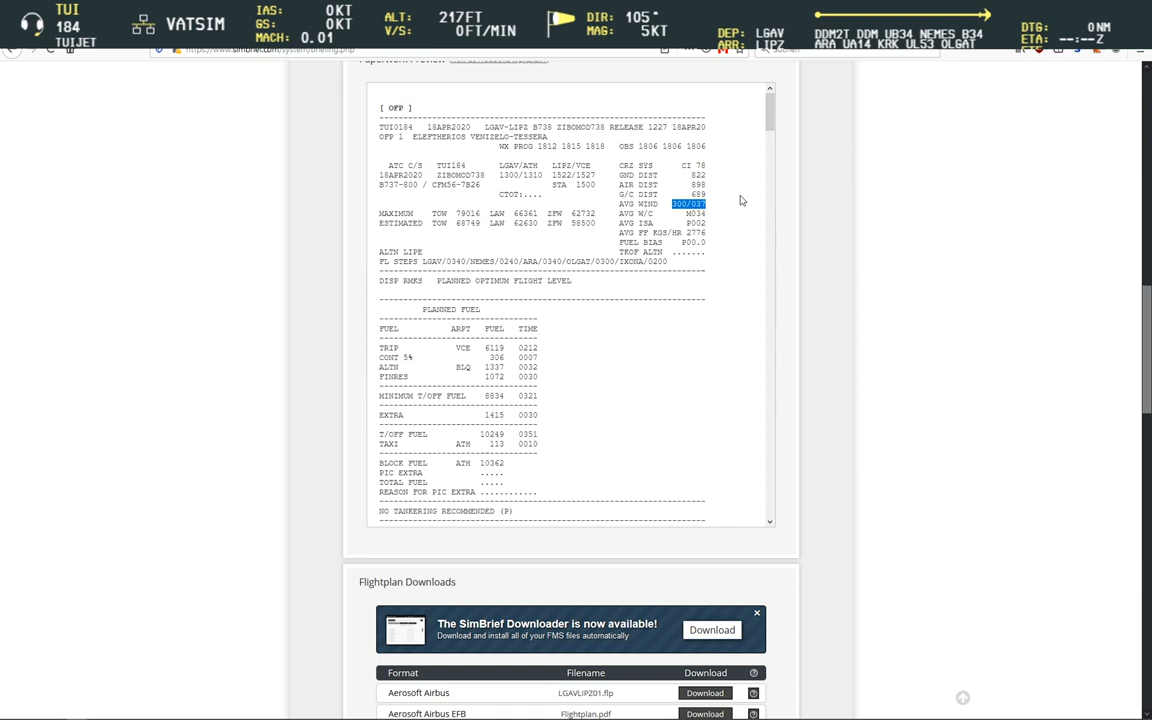 TUI
184
TUIJET
VATSIM
IAS: 0KT
GS: 0KT
MACH: 0.01
ALT: 217FT
V/S: 0FT/MIN
DIR: 105°
MAG: 5KT
DEP: LGAV
ARR: LIPZ
DDM2T DDM UB34 NEMES B34
ARA UA14 KRK UL53 OLGAT
DTG: 0NM
ETA: --:--Z
[ OFP ]
TUI0184 18APR2020 LGAV-LIPZ B738 ZIBOMOD738 RELEASE 1227 18APR20
OFP 1 ELEFTHERIOS VENIZELO-TESSERA
WX PROG 1812 1815 1818 OBS 1806 1806 1806
ATC C/S TUI184 LGAV/ATH LIPZ/VCE CRZ SYS CI 78
18APR2020 ZIBOMOD738 1300/1310 1522/1527 GND DIST 822
B737-800 / CFM56-7B26 STA 1500 AIR DIST 898
CTOT:.... G/C DIST 689
AVG WIND 300/037
MAXIMUM TOW 79016 LAW 66361 ZFW 62732 AVG W/C M034
ESTIMATED TOW 68749 LAW 62630 ZFW 58500 AVG ISA P002
AVG FF KGS/HR 2776
FUEL BIAS P00.0
ALTN LIPE TKOF ALTN .......
FL STEPS LGAV/0340/NEMES/0240/ARA/0340/OLGAT/0300/IXONA/0200
DISP RMKS PLANNED OPTIMUM FLIGHT LEVEL
PLANNED FUEL
FUEL ARPT FUEL TIME
TRIP VCE 6119 0212
CONT 5% 306 0007
ALTN BLQ 1337 0032
FINRES 1072 0030
MINIMUM T/OFF FUEL 8834 0321
EXTRA 1415 0030
T/OFF FUEL 10249 0351
TAXI ATH 113 0010
BLOCK FUEL ATH 10362
PIC EXTRA .....
TOTAL FUEL .....
REASON FOR PIC EXTRA ............
NO TANKERING RECOMMENDED (P)
Flightplan Downloads
The SimBrief Downloader is now available!
Download and install all of your FMS files automatically
Download
Format Filename Download
Aerosoft Airbus LGAVLIPZ01.flp Download
Aerosoft Airbus EFB Flightplan.pdf Download